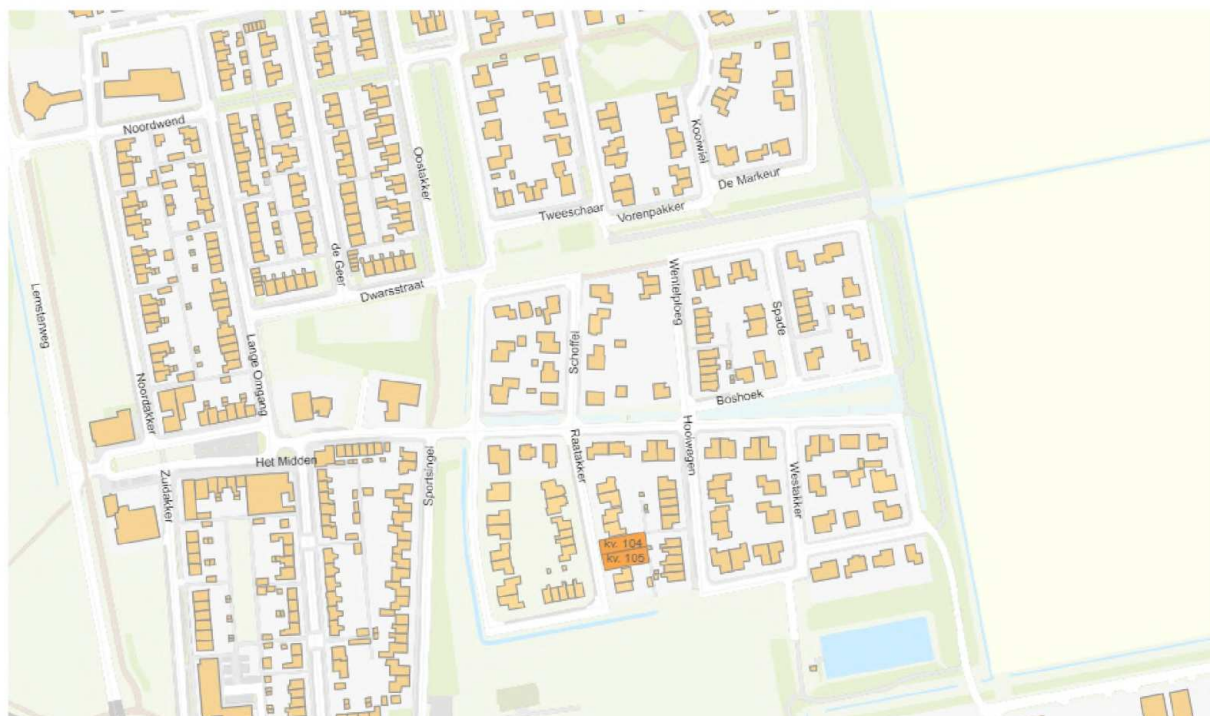 Noordwend
Kooiwiel
Oostakker
De Markeur
Tweeschaar
Vorenpakker
de Geer
Wentelploeg
Dwarsstraat
Lemsterweg
Spade
Schoffel
Lange Omgang
Noordakker
Boshoek
Hooiwagen
Raatakker
Sportsingel
Het Midden
Westakker
Zuidakker
kv. 104
kv. 105